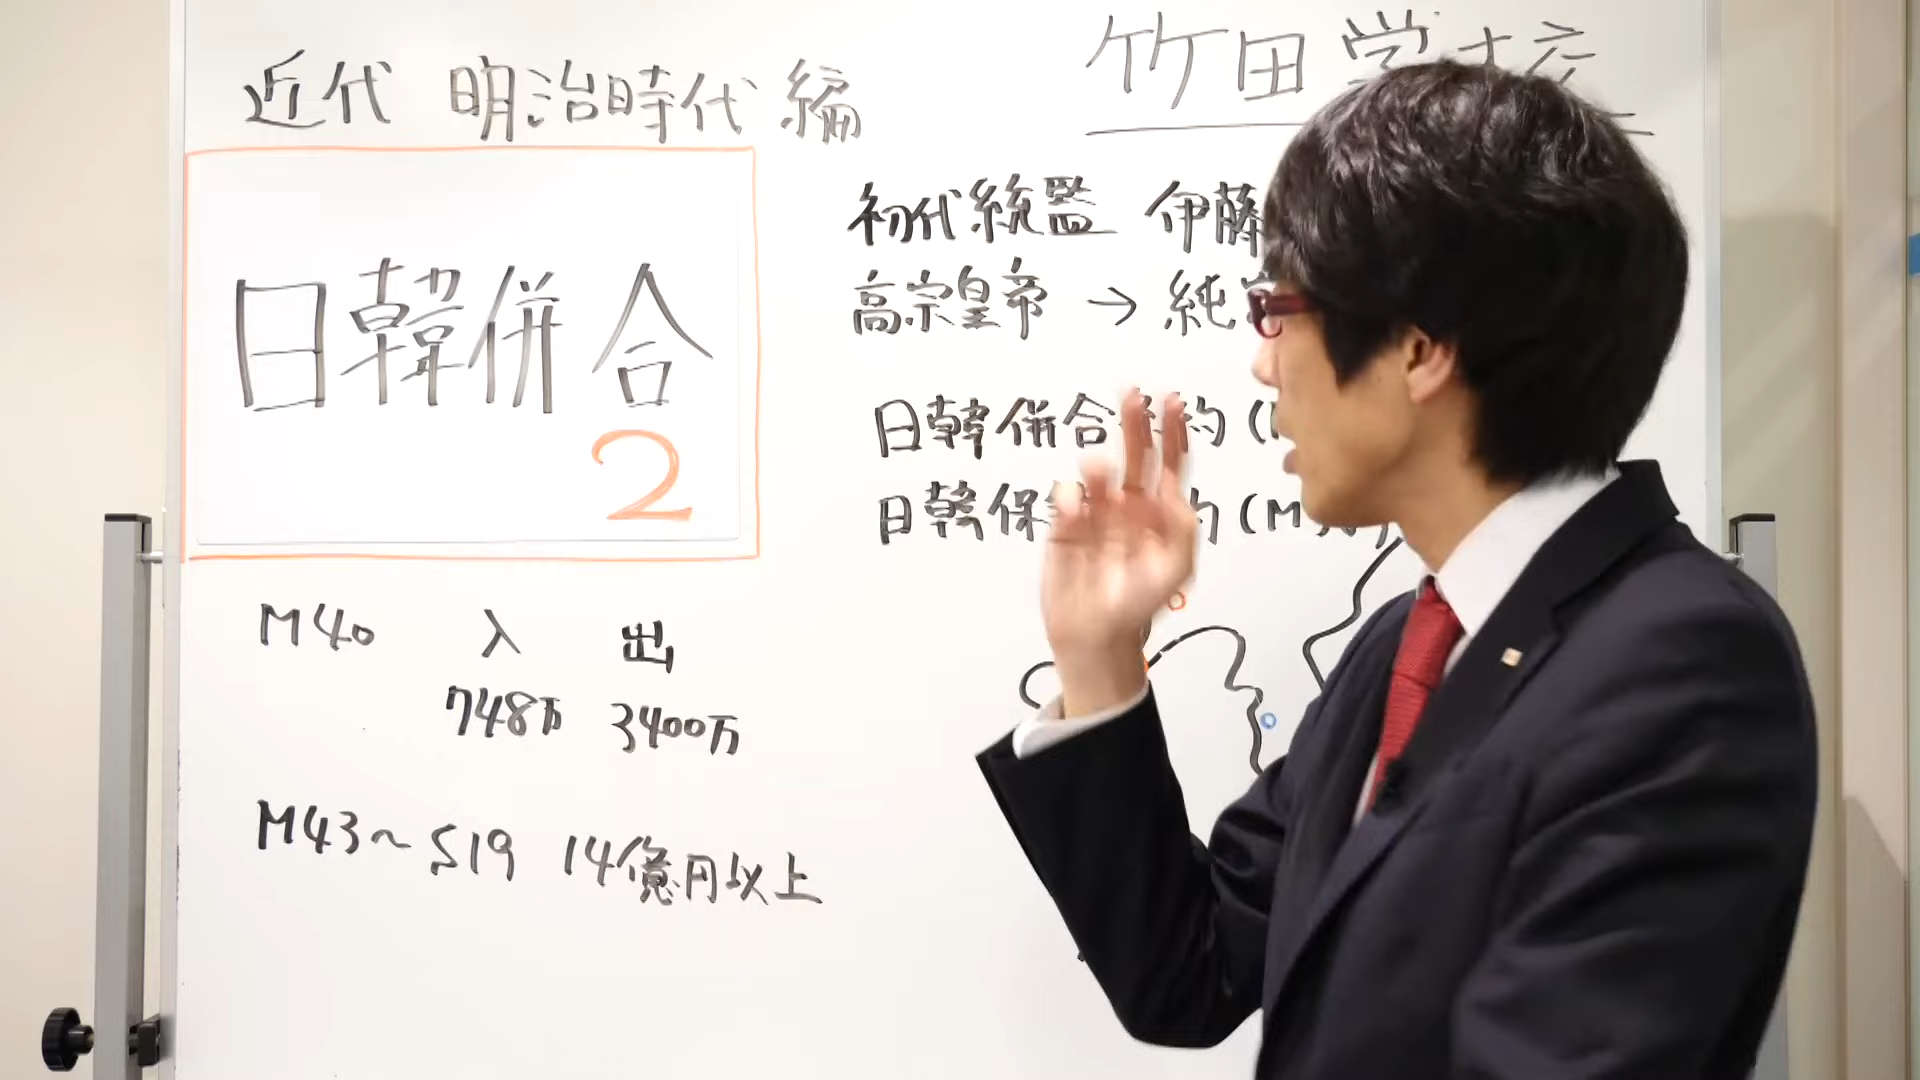 近代 明治時代 編
竹田学校
日韓併合
2
初代統監 伊藤
高宗皇帝 → 純
日韓併合 約 (
日韓保 約 (M
M40 入 出
748万 3400万
M43~S19 14億円以上